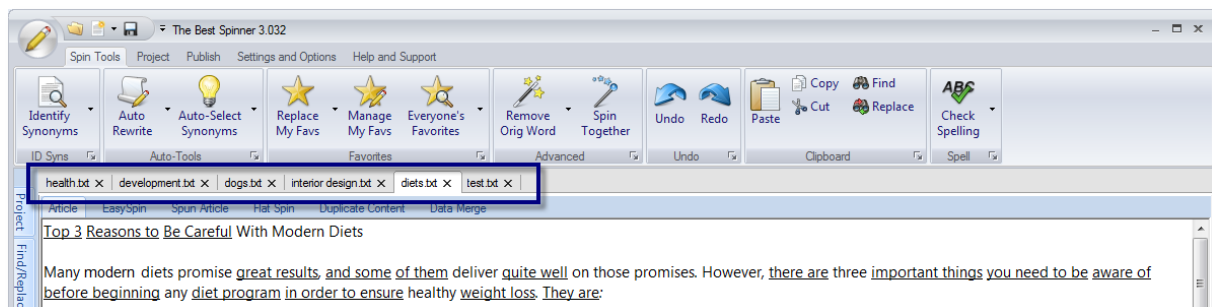 The Best Spinner 3.032
Spin Tools Project Publish Settings and Options Help and Support
Identify Synonyms
Auto Rewrite
Auto-Select Synonyms
Replace My Favs
Manage My Favs
Everyone's Favorites
Remove Orig Word
Spin Together
Undo
Redo
Paste
Copy
Cut
Find
Replace
ABC
Check Spelling
ID Syns Auto-Tools Favorites Advanced Undo Clipboard Spell
health.txt development.txt dogs.txt interior design.txt diets.txt test.txt
Project
Find/Replac
Article EasySpin Spun Article Flat Spin Duplicate Content Data Merge
Top 3 Reasons to Be Careful With Modern Diets
Many modern diets promise great results, and some of them deliver quite well on those promises. However, there are three important things you need to be aware of
before beginning any diet program in order to ensure healthy weight loss. They are: